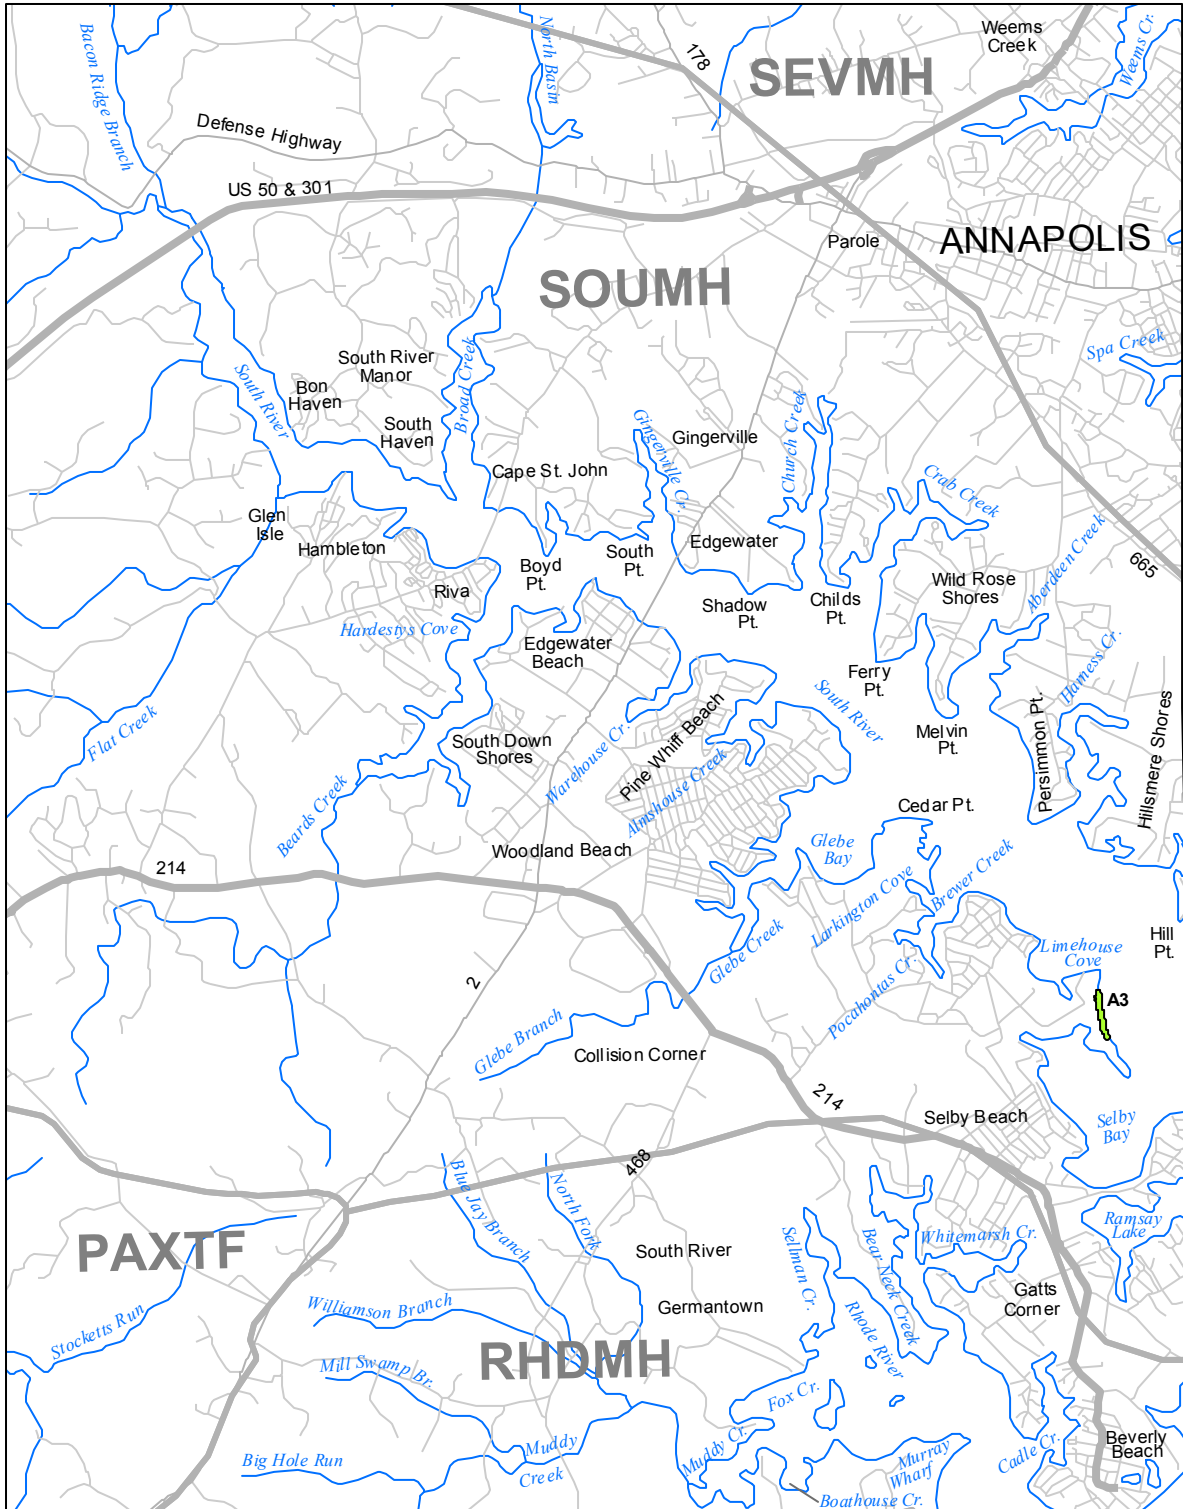 Weems
Creek
Weems Cr.
Bacon Ridge Branch
North Basin
178
SEVMH
Defense Highway
US 50 & 301
Parole
ANNAPOLIS
SOUMH
Spa Creek
South River
Manor
Bon
Haven
South River
Broad Creek
South
Haven
Gingerville Cr.
Gingerville
Church Creek
Cape St. John
Crab Creek
Glen
Isle
Hambleton
Boyd
Pt.
South
Pt.
Edgewater
Aberdeen Creek
665
Riva
Shadow
Pt.
Childs
Pt.
Wild Rose
Shores
Hardestys Cove
Edgewater
Beach
Harness Cr.
Ferry
Pt.
South River
Flat Creek
Pine Whiff Beach
Melvin
Pt.
Persimmon Pt.
Hillsmere Shores
South Down
Shores
Warehouse Cr.
Almshouse Creek
Cedar Pt.
Beards Creek
Woodland Beach
Glebe
Bay
214
Larkington Cove
Brewer Creek
Glebe Creek
Limehouse
Cove
Hill
Pt.
2
Pocahontas Cr.
A3
Glebe Branch
Collision Corner
214
Selby Beach
Selby
Bay
468
Blue Jay Branch
North Fork
PAXTF
South River
Sellman Cr.
Bear Neck Creek
Whitemarsh Cr.
Ramsay
Lake
Stocketts Run
Williamson Branch
Germantown
Rhode River
Gatts
Corner
RHDMH
Mill Swamp Br.
Fox Cr.
Big Hole Run
Muddy
Creek
Muddy Cr.
Murray
Wharf
Cadle Cr.
Beverly
Beach
Boathouse Cr.